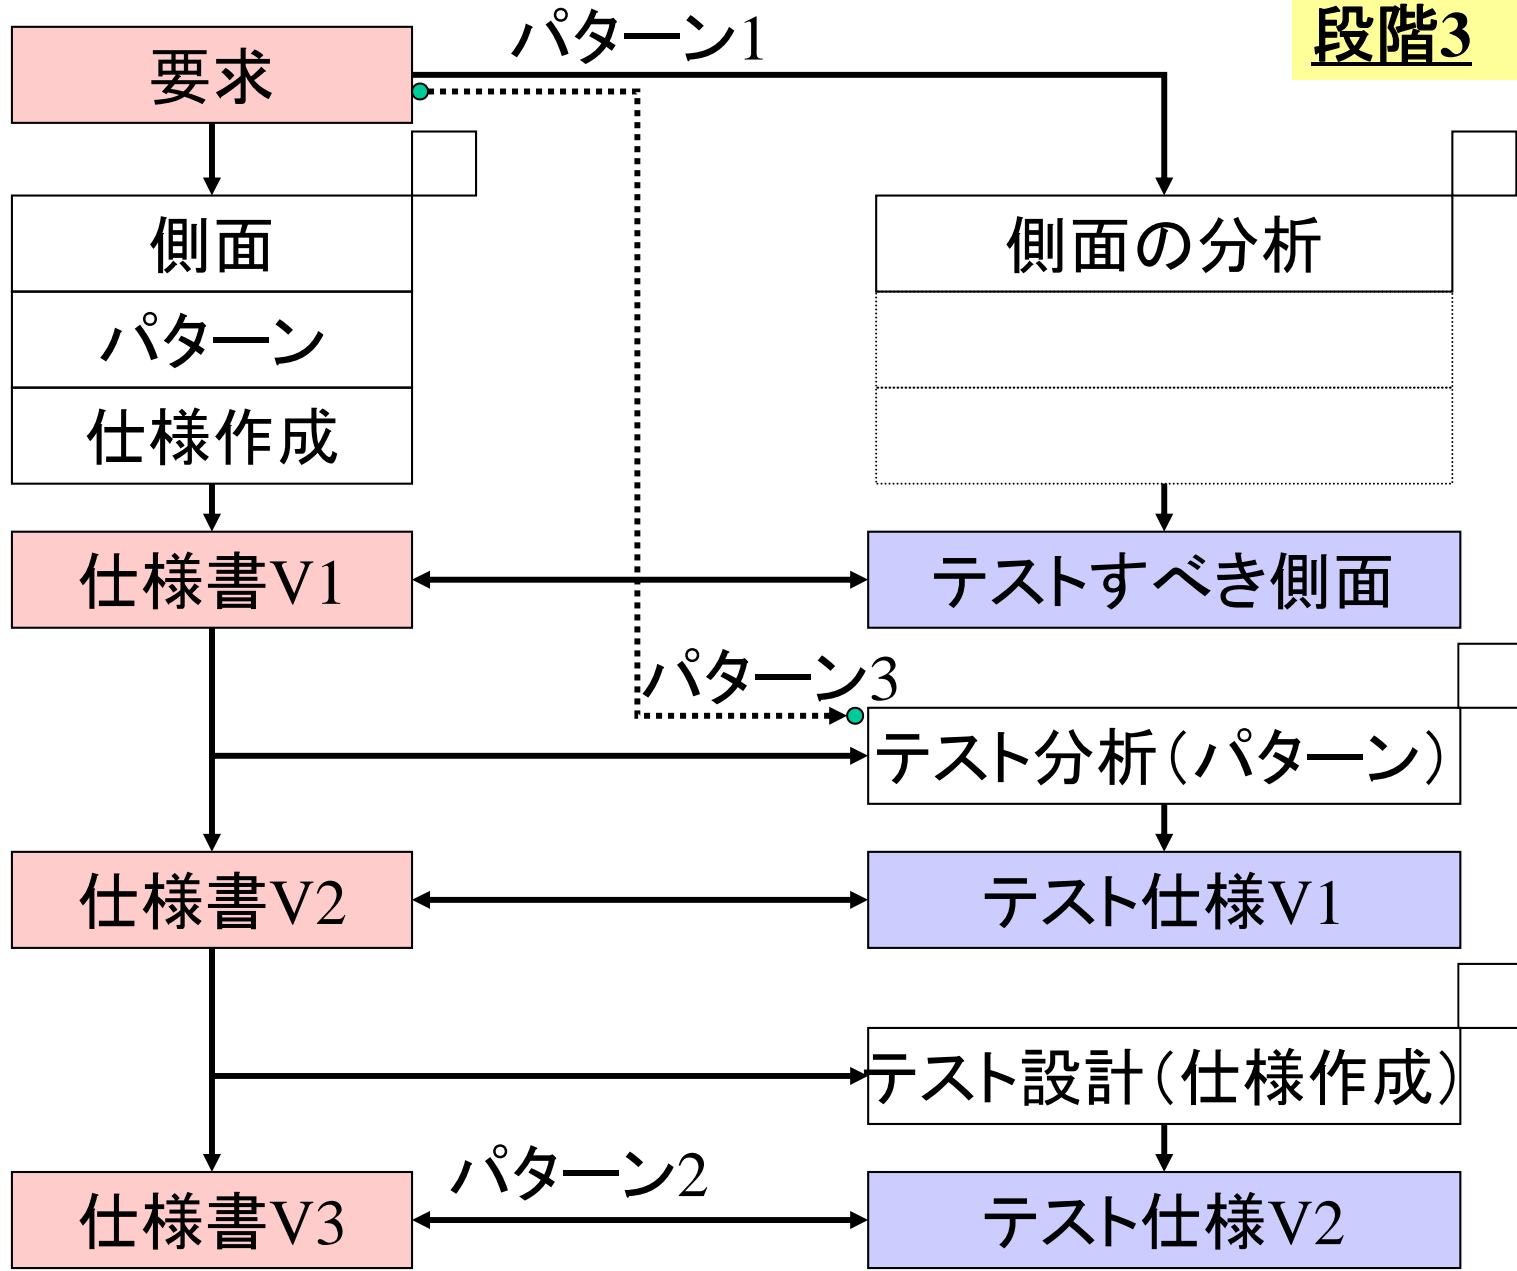 パターン1
段階3
要求
側面
側面の分析
パターン
仕様作成
仕様書V1
テストすべき側面
パターン3
テスト分析(パターン)
仕様書V2
テスト仕様V1
テスト設計(仕様作成)
パターン2
仕様書V3
テスト仕様V2